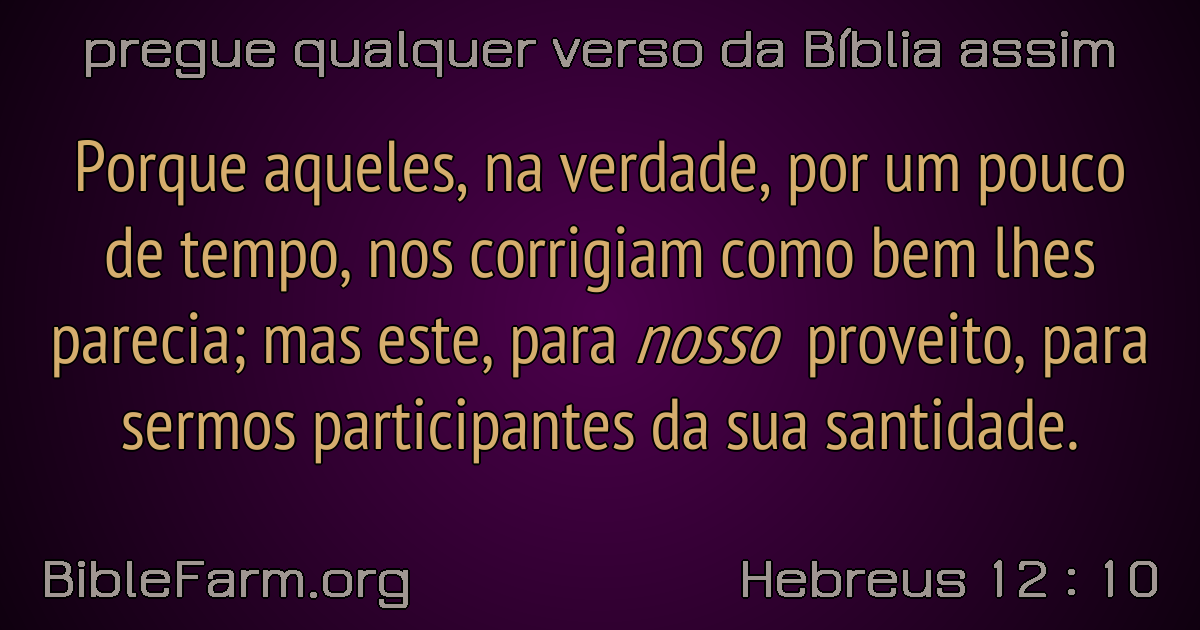 pregue qualquer verso da Bíblia assim
Porque aqueles, na verdade, por um pouco
de tempo, nos corrigiam como bem lhes
parecia; mas este, para nosso proveito, para
sermos participantes da sua santidade.
BibleFarm.org
Hebreus 12 : 10